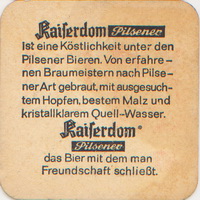 Kaiserdom Pilsener
Ist eine Köstlichkeit unter den
Pilsener Bieren. Von erfahre-
nen Braumeistern nach Pilse-
ner Art gebraut, mit ausgesuch-
tem Hopfen, bestem Malz und
kristallklarem Quell-Wasser.
Kaiserdom®
Pilsener
das Bier mit dem man
Freundschaft schließt.